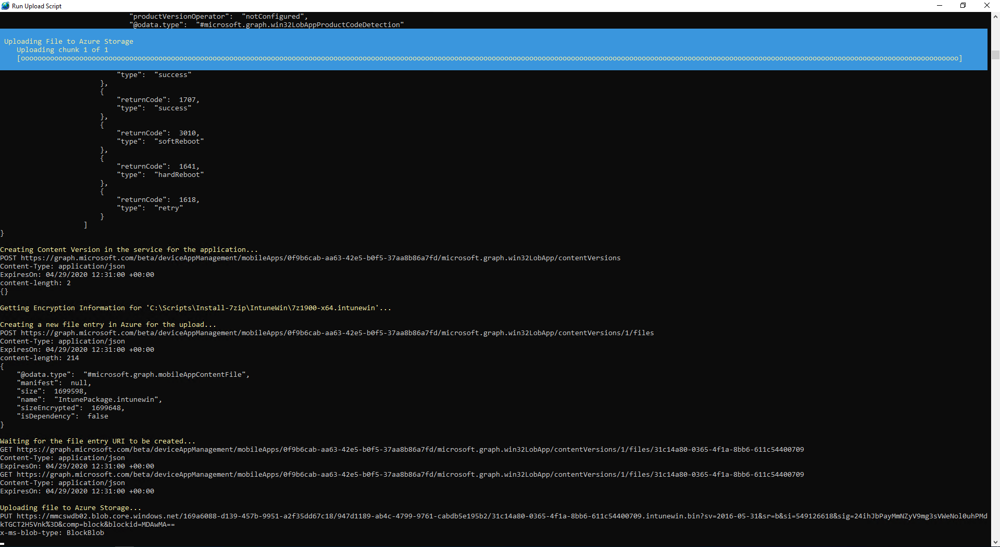 Run Upload Script
"productVersionOperator":  "notConfigured",
"@odata.type":  "#microsoft.graph.win32LobAppProductCodeDetection"
Uploading File to Azure Storage
Uploading chunk 1 of 1
"type":  "success"
},
{
"returnCode":  1707,
"type":  "success"
},
{
"returnCode":  3010,
"type":  "softReboot"
},
{
"returnCode":  1641,
"type":  "hardReboot"
},
{
"returnCode":  1618,
"type":  "retry"
}
]
}
Creating Content Version in the service for the application...
POST https://graph.microsoft.com/beta/deviceAppManagement/mobileApps/0f9b6cab-aa63-42e5-b0f5-37aa8b86a7fd/microsoft.graph.win32LobApp/contentVersions
Content-Type: application/json
ExpiresOn: 04/29/2020 12:31:00 +00:00
content-length: 2
{}
Getting Encryption Information for 'C:\Scripts\Install-7zip\IntuneWin\7z1900-x64.intunewin'...
Creating a new file entry in Azure for the upload...
POST https://graph.microsoft.com/beta/deviceAppManagement/mobileApps/0f9b6cab-aa63-42e5-b0f5-37aa8b86a7fd/microsoft.graph.win32LobApp/contentVersions/1/files
Content-Type: application/json
ExpiresOn: 04/29/2020 12:31:00 +00:00
content-length: 214
{
"@odata.type":  "#microsoft.graph.mobileAppContentFile",
"manifest":  null,
"size":  1699598,
"name":  "IntunePackage.intunewin",
"sizeEncrypted":  1699648,
"isDependency":  false
}
Waiting for the file entry URI to be created...
GET https://graph.microsoft.com/beta/deviceAppManagement/mobileApps/0f9b6cab-aa63-42e5-b0f5-37aa8b86a7fd/microsoft.graph.win32LobApp/contentVersions/1/files/31c14a80-0365-4f1a-8bb6-611c54400709
Content-Type: application/json
ExpiresOn: 04/29/2020 12:31:00 +00:00
GET https://graph.microsoft.com/beta/deviceAppManagement/mobileApps/0f9b6cab-aa63-42e5-b0f5-37aa8b86a7fd/microsoft.graph.win32LobApp/contentVersions/1/files/31c14a80-0365-4f1a-8bb6-611c54400709
Content-Type: application/json
ExpiresOn: 04/29/2020 12:31:00 +00:00
Uploading file to Azure Storage...
PUT https://mmcswdb02.blob.core.windows.net/169a6088-d139-457b-9951-a2f35dd67c18/947d1189-ab4c-4799-9761-cabdb5e195b2/31c14a80-0365-4f1a-8bb6-611c54400709.intunewin.bin?sv=2016-05-31&sr=b&si=549126618&sig=24ihJbPayMmNZyV9mg3sVWeNol0uhPMd
kTGCT2H5Vnk%3D&comp=block&blockid=MDAwMA==
x-ms-blob-type: BlockBlob